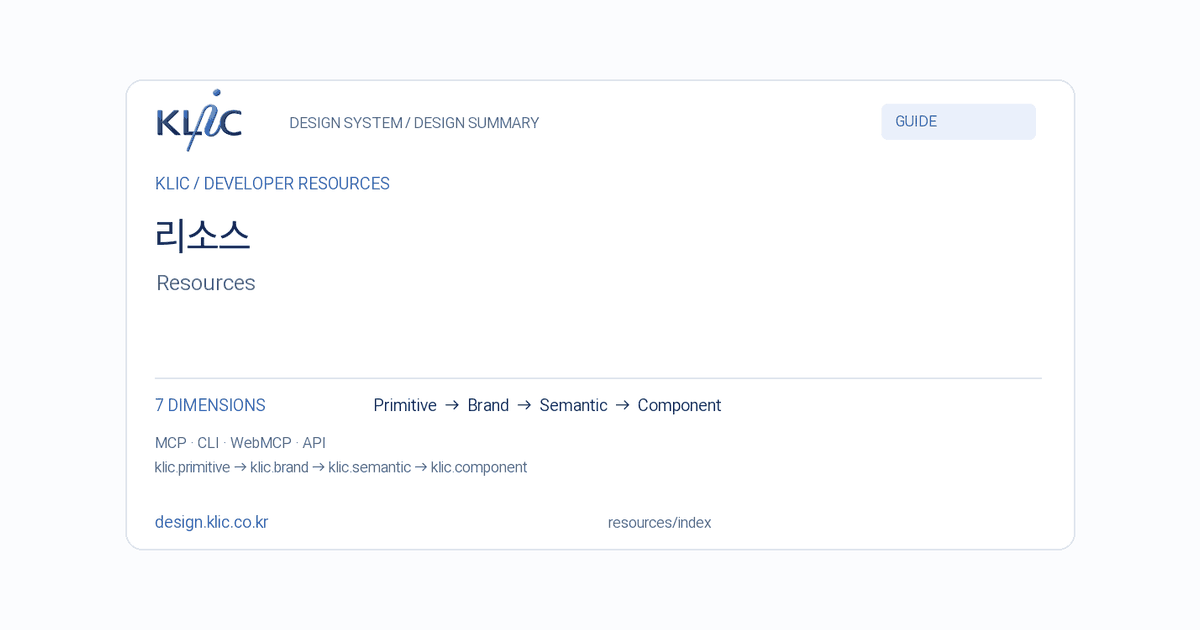 KLiC
DESIGN SYSTEM / DESIGN SUMMARY
GUIDE
KLIC / DEVELOPER RESOURCES
리소스
Resources
7 DIMENSIONS
Primitive → Brand → Semantic → Component
MCP · CLI · WebMCP · API
klic.primitive → klic.brand → klic.semantic → klic.component
design.klic.co.kr
resources/index